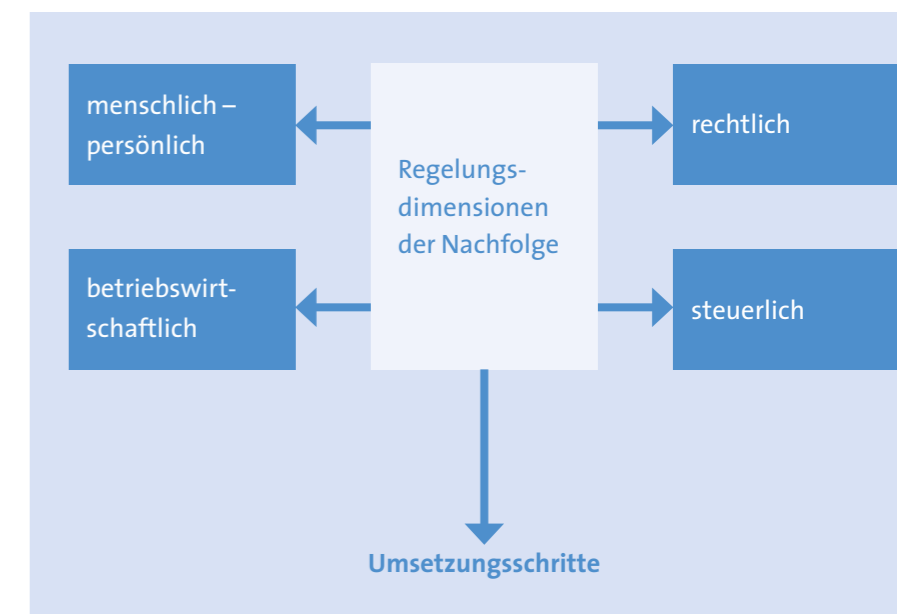 menschlich –
persönlich
Regelungs-
dimensionen
der Nachfolge
rechtlich
betriebswirt-
schaftlich
steuerlich
Umsetzungsschritte